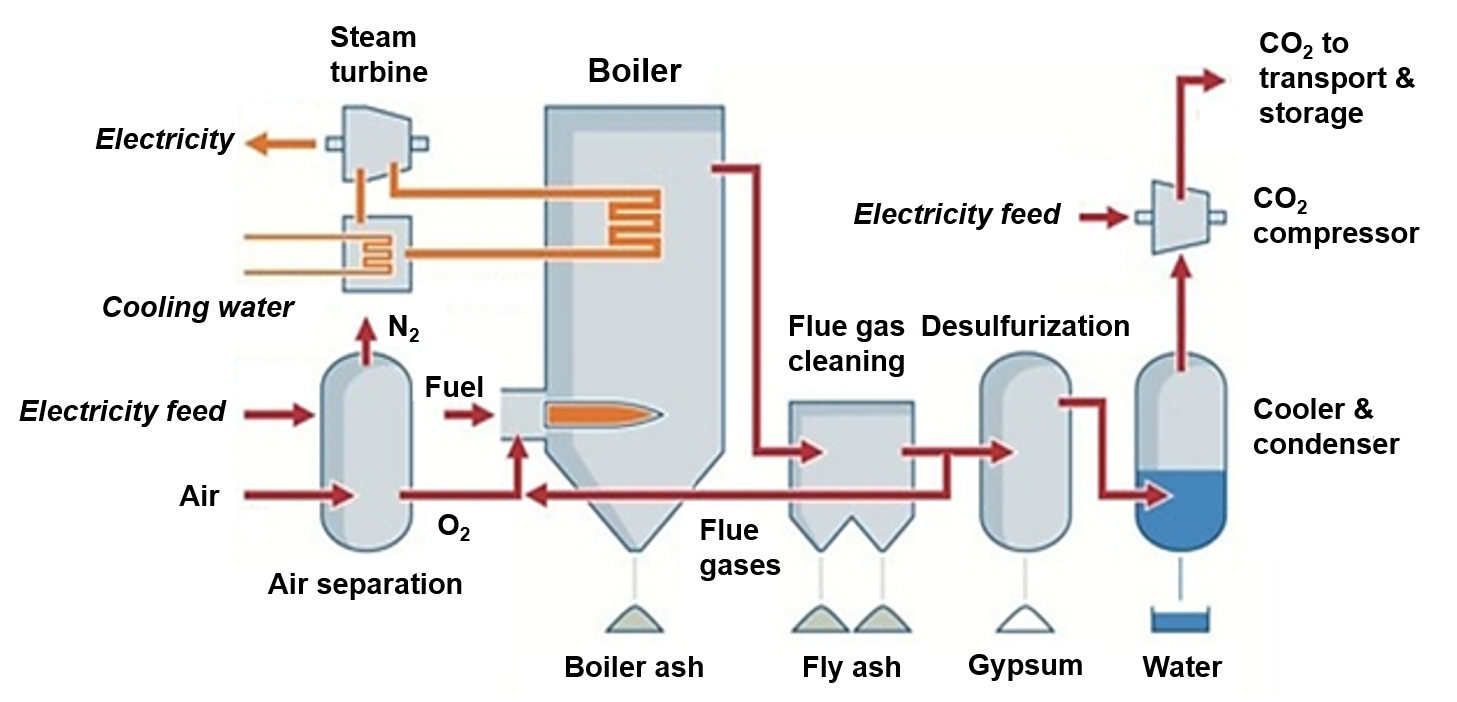 Steam
turbine
Boiler
CO₂ to
transport &
storage
Electricity
Electricity feed
CO₂
compressor
Cooling water
N₂
Flue gas
cleaning
Desulfurization
Fuel
Electricity feed
Cooler &
condenser
Air
O₂
Flue
gases
Air separation
Boiler ash
Fly ash
Gypsum
Water